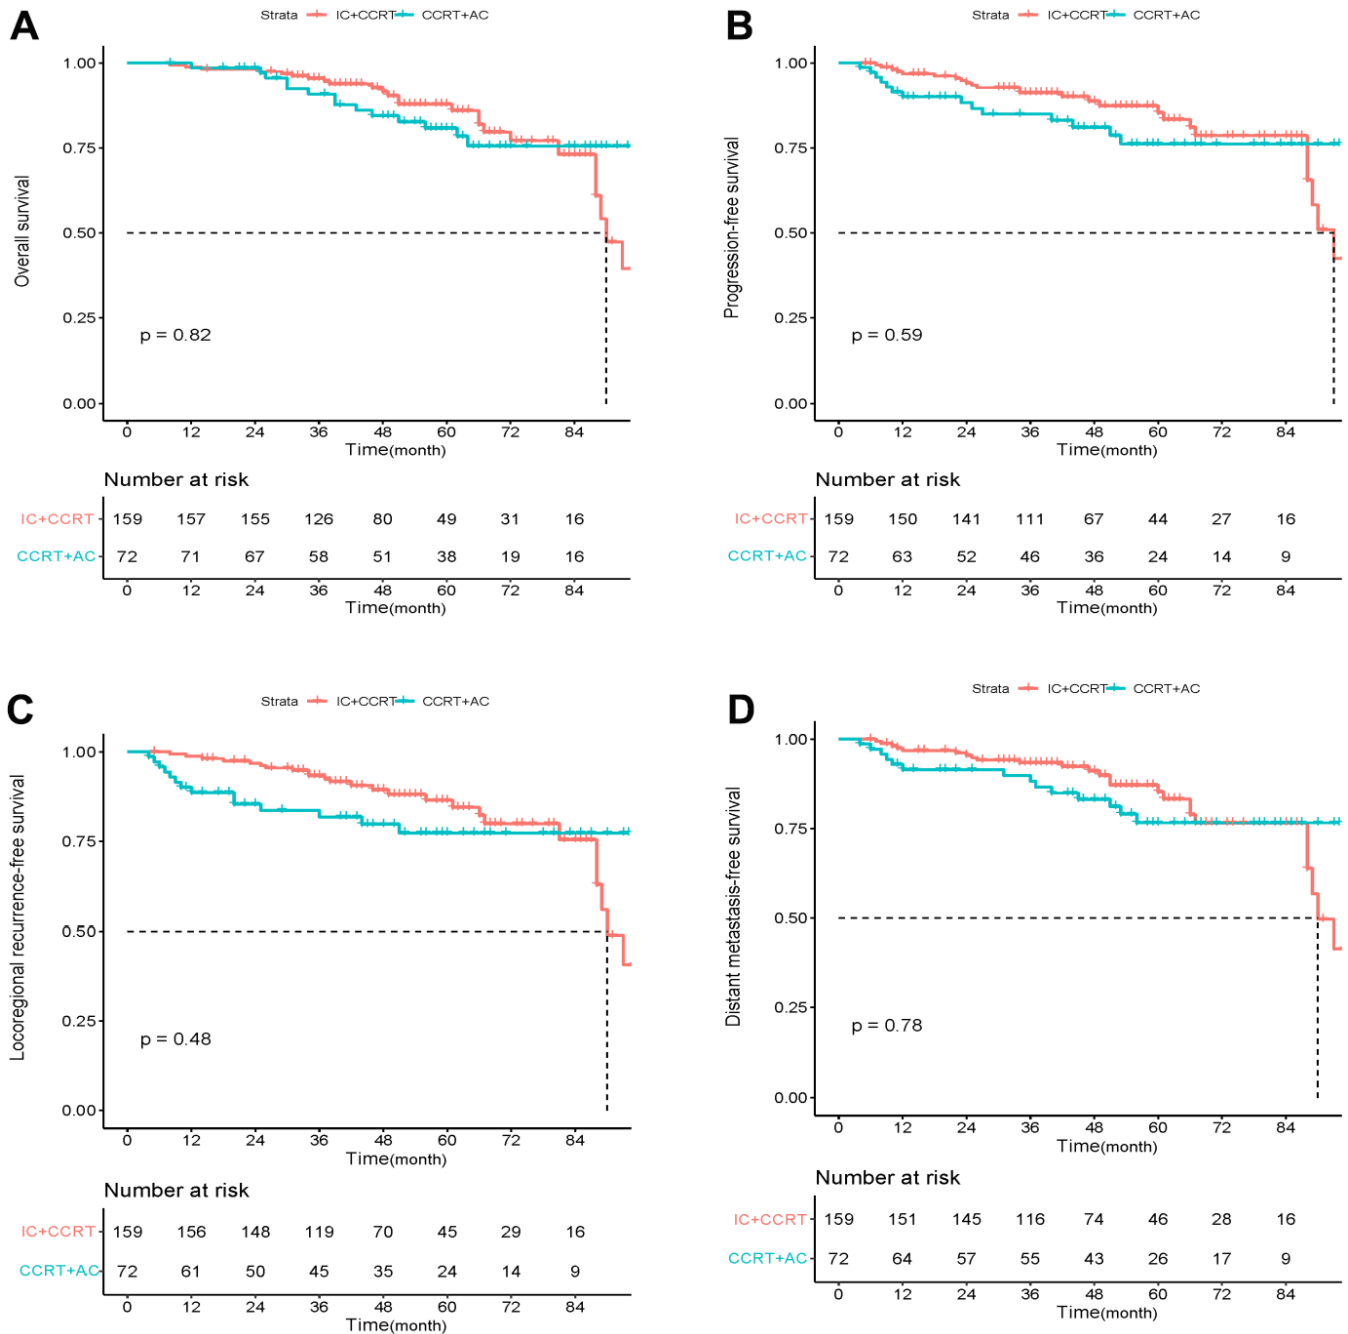 A
Strata IC+CCRT CCRT+AC
Overall survival
1.00
0.75
0.50
0.25
0.00
p = 0.82
0 12 24 36 48 60 72 84
Time(month)
Number at risk
IC+CCRT 159 157 155 126 80 49 31 16
CCRT+AC 72 71 67 58 51 38 19 16
0 12 24 36 48 60 72 84
Time(month)
B
Strata IC+CCRT CCRT+AC
Progression-free survival
1.00
0.75
0.50
0.25
0.00
p = 0.59
0 12 24 36 48 60 72 84
Time(month)
Number at risk
IC+CCRT 159 150 141 111 67 44 27 16
CCRT+AC 72 63 52 46 36 24 14 9
0 12 24 36 48 60 72 84
Time(month)
C
Strata IC+CCRT CCRT+AC
Locoregional recurrence-free survival
1.00
0.75
0.50
0.25
0.00
p = 0.48
0 12 24 36 48 60 72 84
Time(month)
Number at risk
IC+CCRT 159 156 148 119 70 45 29 16
CCRT+AC 72 61 50 45 35 24 14 9
0 12 24 36 48 60 72 84
Time(month)
D
Strata IC+CCRT CCRT+AC
Distant metastasis-free survival
1.00
0.75
0.50
0.25
0.00
p = 0.78
0 12 24 36 48 60 72 84
Time(month)
Number at risk
IC+CCRT 159 151 145 116 74 46 28 16
CCRT+AC 72 64 57 55 43 26 17 9
0 12 24 36 48 60 72 84
Time(month)